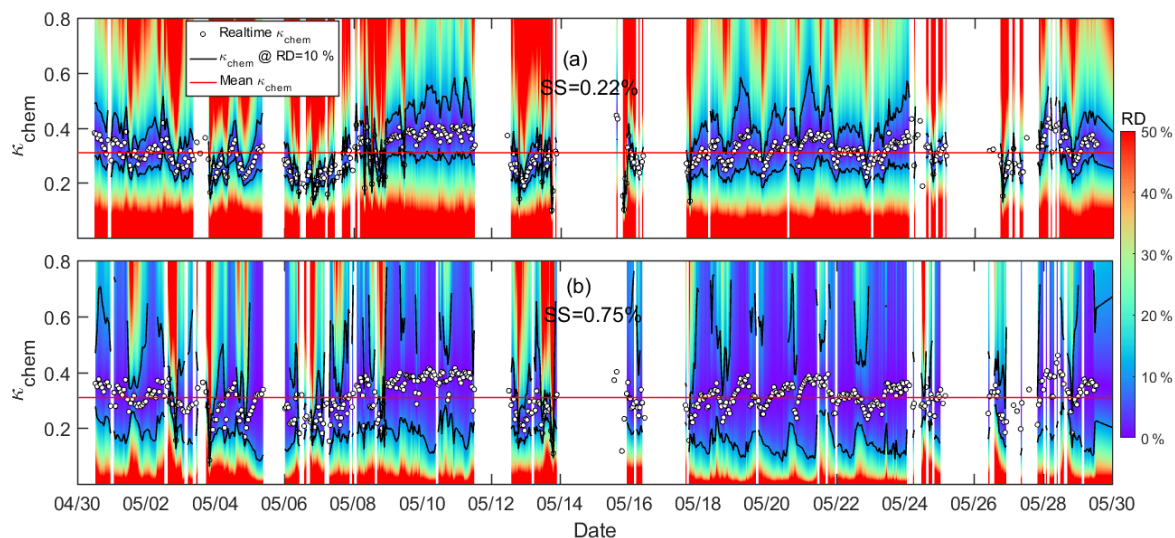 0.8
0.6
0.4
0.2
κchem
Realtime κchem
κchem @ RD=10 %
Mean κchem
(a)
SS=0.22%
RD
50 %
40 %
30 %
20 %
10 %
0 %
0.8
0.6
0.4
0.2
κchem
(b)
SS=0.75%
04/30 05/02 05/04 05/06 05/08 05/10 05/12 05/14 05/16 05/18 05/20 05/22 05/24 05/26 05/28 05/30
Date